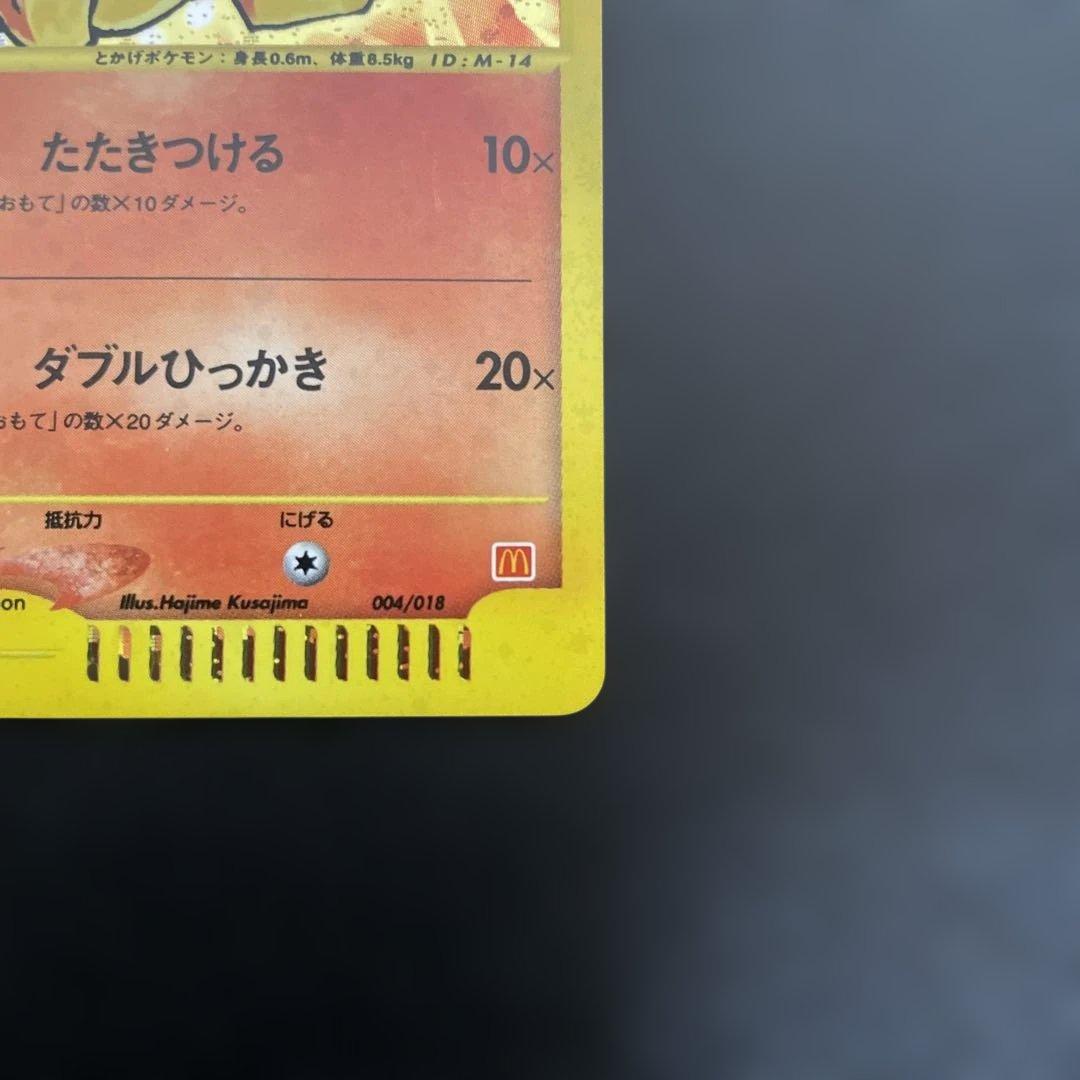 とかげポケモン：身長0.6m、体重8.5kg ID:M-14
たたきつける 10×
おもて」の数×10ダメージ。
ダブルひっかき 20×
おもて」の数×20ダメージ。
抵抗力 にげる
on Illus.Hajime Kusajima 004/018